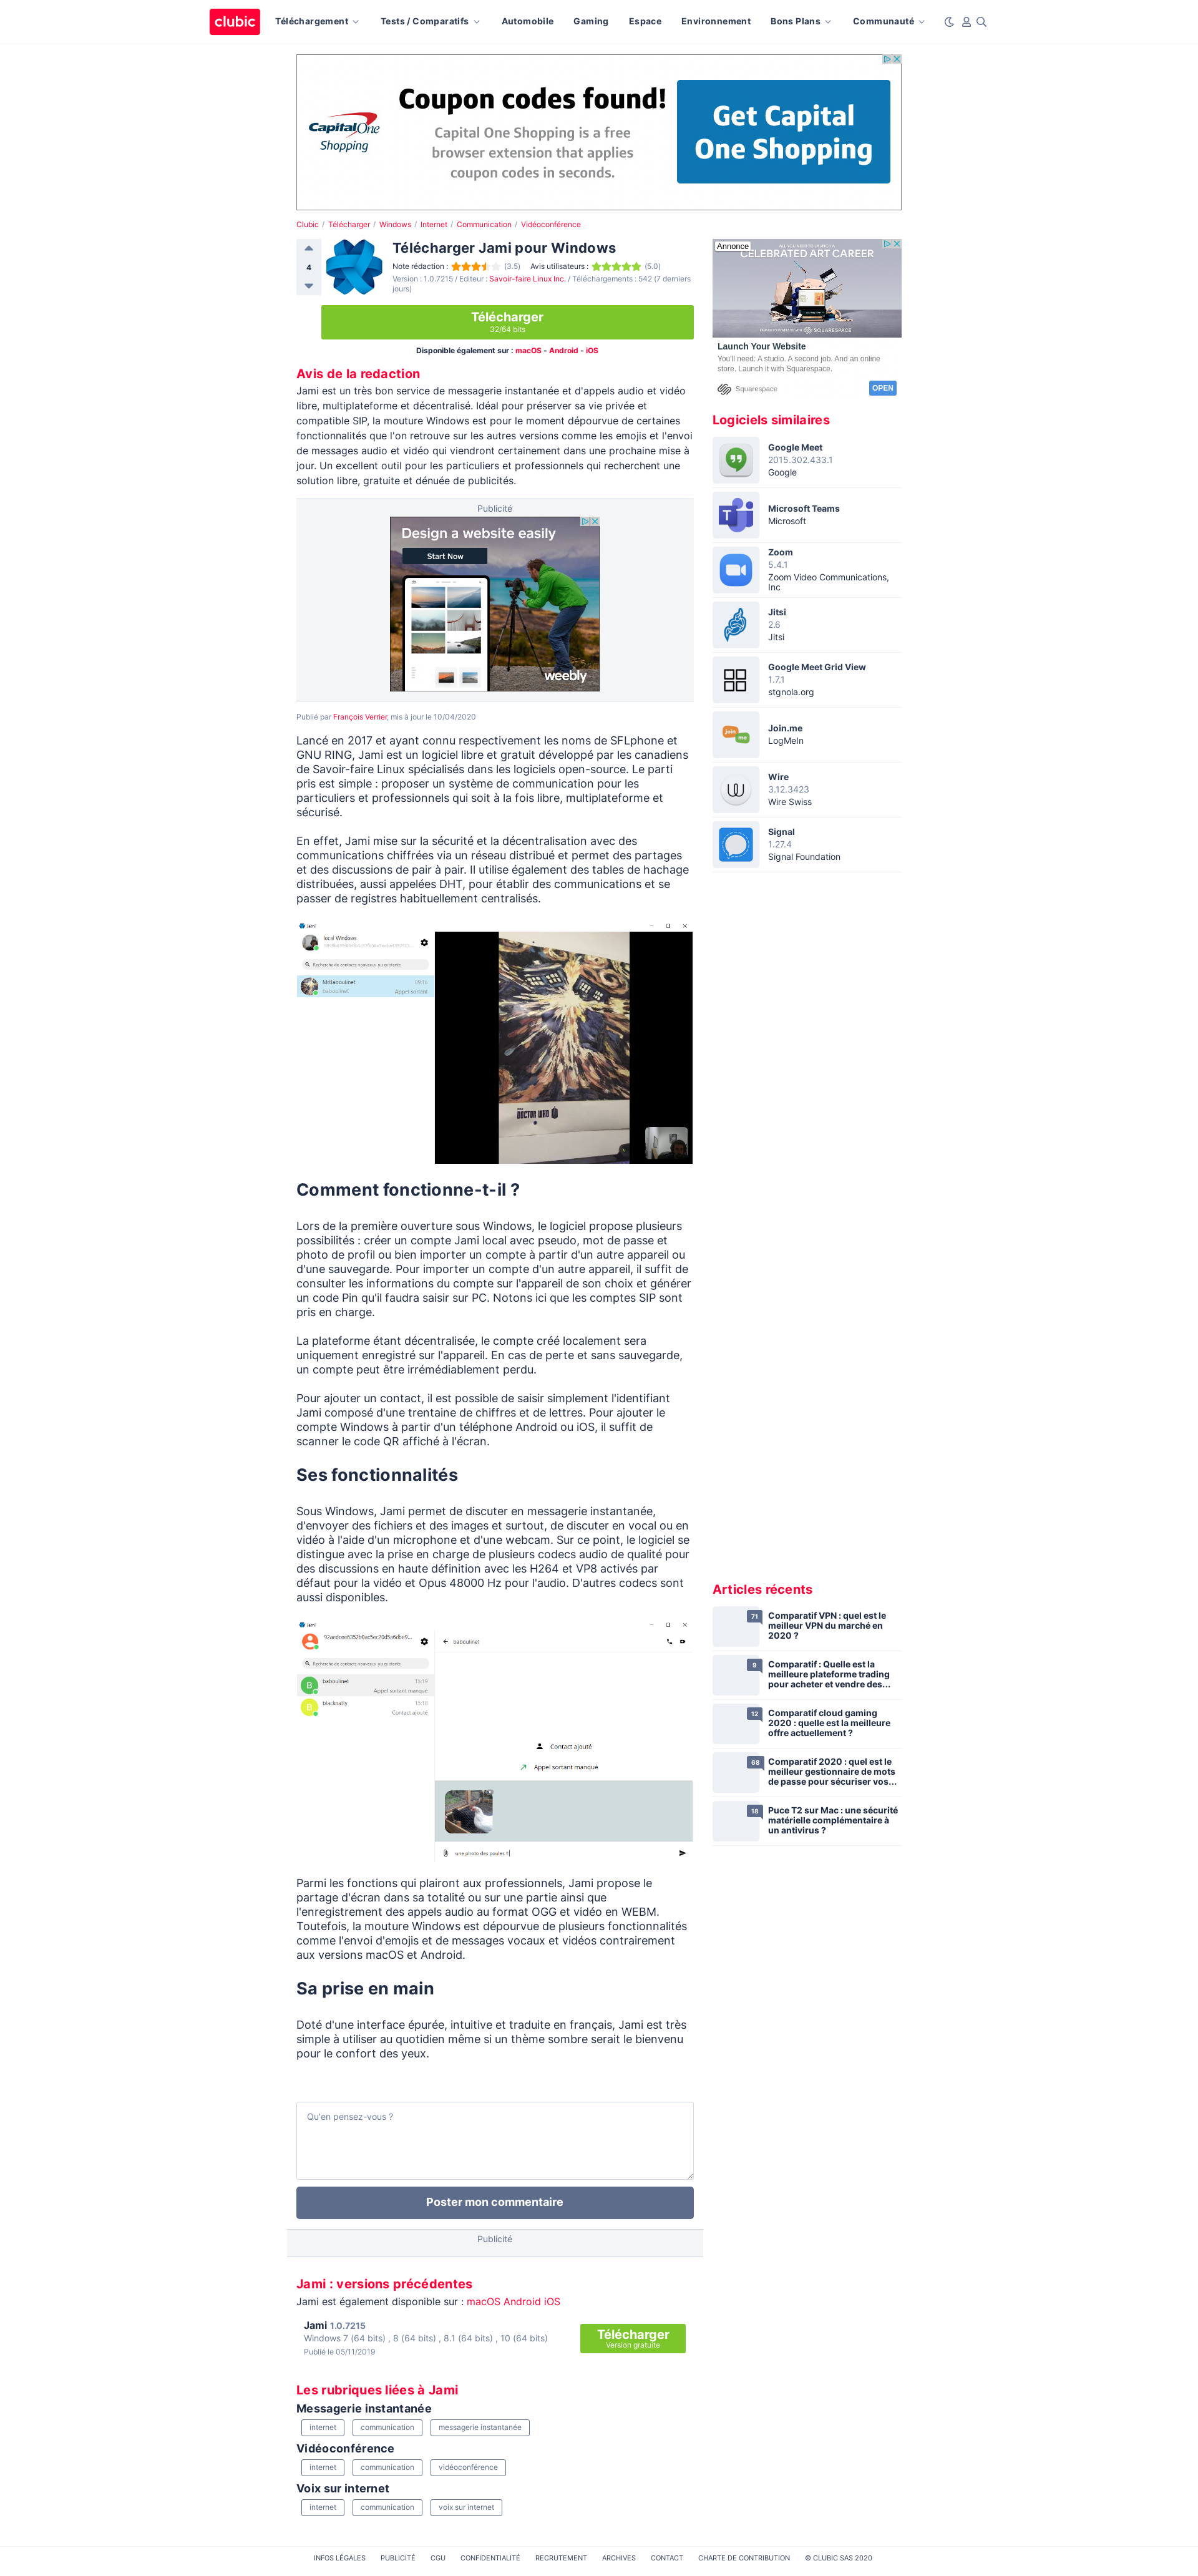 clubic
Téléchargement
Tests / Comparatifs
Automobile
Gaming
Espace
Environnement
Bons Plans
Communauté
Capital One Shopping
Coupon codes found!
Capital One Shopping is a free
browser extension that applies
coupon codes in seconds.
Get Capital
One Shopping
Clubic / Télécharger / Windows / Internet / Communication / Vidéoconférence
4
Télécharger Jami pour Windows
Note rédaction : (3.5) Avis utilisateurs : (5.0)
Version : 1.0.7215 / Editeur : Savoir-faire Linux Inc. / Téléchargements : 542 (7 derniers
jours)
Télécharger
32/64 bits
Disponible également sur : macOS - Android - iOS
Avis de la redaction
Jami est un très bon service de messagerie instantanée et d'appels audio et vidéo
libre, multiplateforme et décentralisé. Idéal pour préserver sa vie privée et
compatible SIP, la mouture Windows est pour le moment dépourvue de certaines
fonctionnalités que l'on retrouve sur les autres versions comme les emojis et l'envoi
de messages audio et vidéo qui viendront certainement dans une prochaine mise à
jour. Un excellent outil pour les particuliers et professionnels qui recherchent une
solution libre, gratuite et dénuée de publicités.
Publicité
Design a website easily
Start Now
weebly
Publié par François Verrier, mis à jour le 10/04/2020
Lancé en 2017 et ayant connu respectivement les noms de SFLphone et
GNU RING, Jami est un logiciel libre et gratuit développé par les canadiens
de Savoir-faire Linux spécialisés dans les logiciels open-source. Le parti
pris est simple : proposer un système de communication pour les
particuliers et professionnels qui soit à la fois libre, multiplateforme et
sécurisé.
En effet, Jami mise sur la sécurité et la décentralisation avec des
communications chiffrées via un réseau distribué et permet des partages
et des discussions de pair à pair. Il utilise également des tables de hachage
distribuées, aussi appelées DHT, pour établir des communications et se
passer de registres habituellement centralisés.
Jami
local Windows
Recherche de contacts nouveaux ou existants
Mrtlaboulinet
09:16
baboulinet
Appel sortant
DOCTOR WHO
Comment fonctionne-t-il ?
Lors de la première ouverture sous Windows, le logiciel propose plusieurs
possibilités : créer un compte Jami local avec pseudo, mot de passe et
photo de profil ou bien importer un compte à partir d'un autre appareil ou
d'une sauvegarde. Pour importer un compte d'un autre appareil, il suffit de
consulter les informations du compte sur l'appareil de son choix et générer
un code Pin qu'il faudra saisir sur PC. Notons ici que les comptes SIP sont
pris en charge.
La plateforme étant décentralisée, le compte créé localement sera
uniquement enregistré sur l'appareil. En cas de perte et sans sauvegarde,
un compte peut être irrémédiablement perdu.
Pour ajouter un contact, il est possible de saisir simplement l'identifiant
Jami composé d'une trentaine de chiffres et de lettres. Pour ajouter le
compte Windows à partir d'un téléphone Android ou iOS, il suffit de
scanner le code QR affiché à l'écran.
Ses fonctionnalités
Sous Windows, Jami permet de discuter en messagerie instantanée,
d'envoyer des fichiers et des images et surtout, de discuter en vocal ou en
vidéo à l'aide d'un microphone et d'une webcam. Sur ce point, le logiciel se
distingue avec la prise en charge de plusieurs codecs audio de qualité pour
des discussions en haute définition avec les H264 et VP8 activés par
défaut pour la vidéo et Opus 48000 Hz pour l'audio. D'autres codecs sont
aussi disponibles.
Jami
Recherche de contacts nouveaux ou existants
B
baboulinet
15:19
Appel sortant manqué
B
blacknaily
15:18
Contact ajouté
baboulinet
Contact ajouté
Appel sortant manqué
une photo des poules !
Parmi les fonctions qui plairont aux professionnels, Jami propose le
partage d'écran dans sa totalité ou sur une partie ainsi que
l'enregistrement des appels audio au format OGG et vidéo en WEBM.
Toutefois, la mouture Windows est dépourvue de plusieurs fonctionnalités
comme l'envoi d'emojis et de messages vocaux et vidéos contrairement
aux versions macOS et Android.
Sa prise en main
Doté d'une interface épurée, intuitive et traduite en français, Jami est très
simple à utiliser au quotidien même si un thème sombre serait le bienvenu
pour le confort des yeux.
Qu'en pensez-vous ?
Poster mon commentaire
Publicité
Jami : versions précédentes
Jami est également disponible sur : macOS Android iOS
Jami 1.0.7215
Windows 7 (64 bits) , 8 (64 bits) , 8.1 (64 bits) , 10 (64 bits)
Publié le 05/11/2019
Télécharger
Version gratuite
Les rubriques liées à Jami
Messagerie instantanée
internet
communication
messagerie instantanée
Vidéoconférence
internet
communication
vidéoconférence
Voix sur internet
internet
communication
voix sur internet
Annonce
CELEBRATED ART CAREER
SQUARESPACE
Launch Your Website
You'll need: A studio. A second job. And an online
store. Launch it with Squarespace.
Squarespace
OPEN
Logiciels similaires
Google Meet
2015.302.433.1
Google
Microsoft Teams
Microsoft
Zoom
5.4.1
Zoom Video Communications,
Inc
Jitsi
2.6
Jitsi
Google Meet Grid View
1.7.1
stgnola.org
join
me
Join.me
LogMeIn
Wire
3.12.3423
Wire Swiss
Signal
1.27.4
Signal Foundation
Articles récents
71
Comparatif VPN : quel est le
meilleur VPN du marché en
2020 ?
9
Comparatif : Quelle est la
meilleure plateforme trading
pour acheter et vendre des...
12
Comparatif cloud gaming
2020 : quelle est la meilleure
offre actuellement ?
68
Comparatif 2020 : quel est le
meilleur gestionnaire de mots
de passe pour sécuriser vos...
18
Puce T2 sur Mac : une sécurité
matérielle complémentaire à
un antivirus ?
INFOS LÉGALES
PUBLICITÉ
CGU
CONFIDENTIALITÉ
RECRUTEMENT
ARCHIVES
CONTACT
CHARTE DE CONTRIBUTION
© CLUBIC SAS 2020